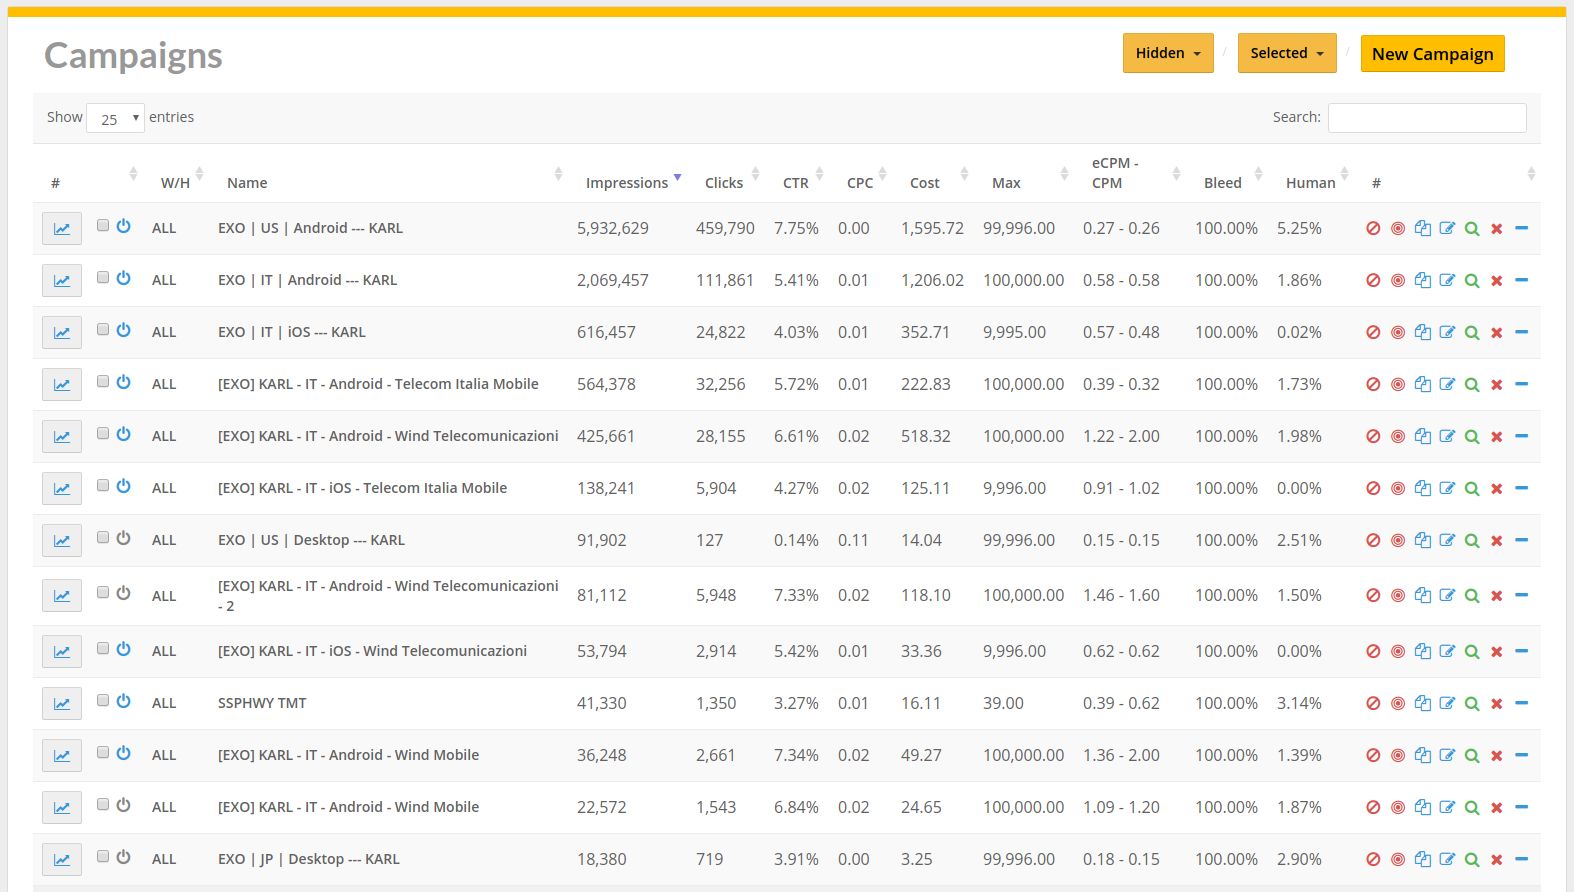 Campaigns
Hidden / Selected / New Campaign
Show 25 entries Search:
# W/H Name Impressions Clicks CTR CPC Cost Max eCPM - CPM Bleed Human #
ALL EXO | US | Android --- KARL 5,932,629 459,790 7.75% 0.00 1,595.72 99,996.00 0.27 - 0.26 100.00% 5.25%
ALL EXO | IT | Android --- KARL 2,069,457 111,861 5.41% 0.01 1,206.02 100,000.00 0.58 - 0.58 100.00% 1.86%
ALL EXO | IT | iOS --- KARL 616,457 24,822 4.03% 0.01 352.71 9,995.00 0.57 - 0.48 100.00% 0.02%
ALL [EXO] KARL - IT - Android - Telecom Italia Mobile 564,378 32,256 5.72% 0.01 222.83 100,000.00 0.39 - 0.32 100.00% 1.73%
ALL [EXO] KARL - IT - Android - Wind Telecomunicazioni 425,661 28,155 6.61% 0.02 518.32 100,000.00 1.22 - 2.00 100.00% 1.98%
ALL [EXO] KARL - IT - iOS - Telecom Italia Mobile 138,241 5,904 4.27% 0.02 125.11 9,996.00 0.91 - 1.02 100.00% 0.00%
ALL EXO | US | Desktop --- KARL 91,902 127 0.14% 0.11 14.04 99,996.00 0.15 - 0.15 100.00% 2.51%
ALL [EXO] KARL - IT - Android - Wind Telecomunicazioni - 2 81,112 5,948 7.33% 0.02 118.10 100,000.00 1.46 - 1.60 100.00% 1.50%
ALL [EXO] KARL - IT - iOS - Wind Telecomunicazioni 53,794 2,914 5.42% 0.01 33.36 9,996.00 0.62 - 0.62 100.00% 0.00%
ALL SSPHWY TMT 41,330 1,350 3.27% 0.01 16.11 39.00 0.39 - 0.62 100.00% 3.14%
ALL [EXO] KARL - IT - Android - Wind Mobile 36,248 2,661 7.34% 0.02 49.27 100,000.00 1.36 - 2.00 100.00% 1.39%
ALL [EXO] KARL - IT - Android - Wind Mobile 22,572 1,543 6.84% 0.02 24.65 100,000.00 1.09 - 1.20 100.00% 1.87%
ALL EXO | JP | Desktop --- KARL 18,380 719 3.91% 0.00 3.25 99,996.00 0.18 - 0.15 100.00% 2.90%